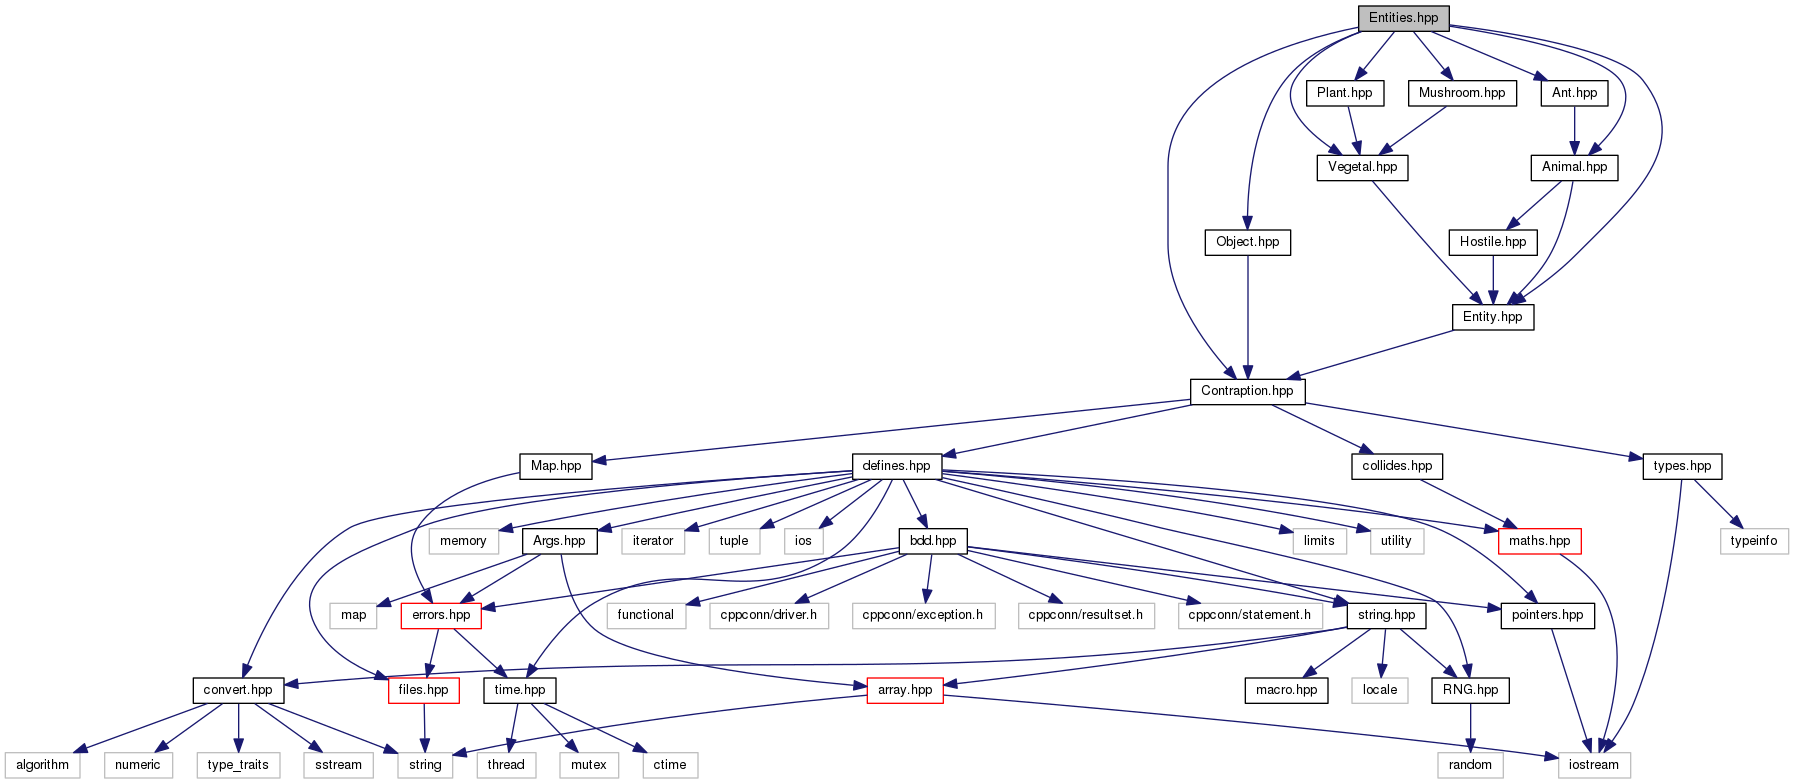 Entities.hpp
Plant.hpp
Mushroom.hpp
Ant.hpp
Vegetal.hpp
Animal.hpp
Object.hpp
Hostile.hpp
Entity.hpp
Contraption.hpp
Map.hpp
defines.hpp
collides.hpp
types.hpp
memory
Args.hpp
iterator
tuple
ios
bdd.hpp
limits
utility
maths.hpp
typeinfo
map
errors.hpp
functional
cppconn/driver.h
cppconn/exception.h
cppconn/resultset.h
cppconn/statement.h
string.hpp
pointers.hpp
convert.hpp
files.hpp
time.hpp
array.hpp
macro.hpp
locale
RNG.hpp
algorithm
numeric
type_traits
sstream
string
thread
mutex
ctime
random
iostream